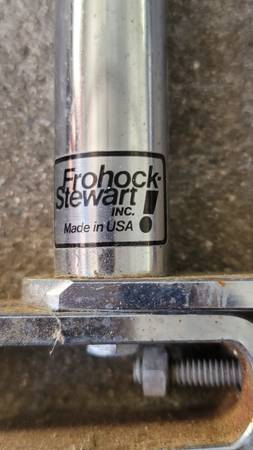 Frohock-
Stewart
INC.
Made in USA !